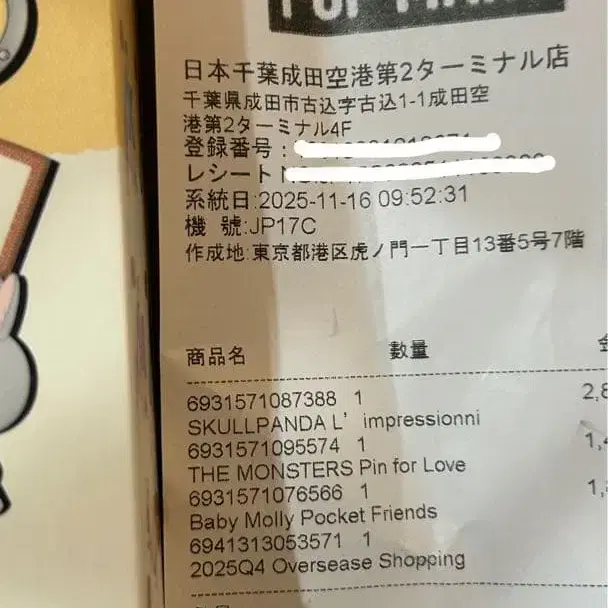 日本千葉成田空港第2ターミナル店
千葉県成田市古込字古込1-1成田空
港第2ターミナル4F
登録番号:
レシート
系統日:2025-11-16 09:52:31
機 號:JP17C
作成地:東京都港区虎ノ門一丁目13番5号7階
商品名 數量
6931571087388 1 2,8
SKULLPANDA L' impressionni
6931571095574 1 1,4
THE MONSTERS Pin for Love
6931571076566 1 1,
Baby Molly Pocket Friends
6941313053571 1
2025Q4 Oversease Shopping